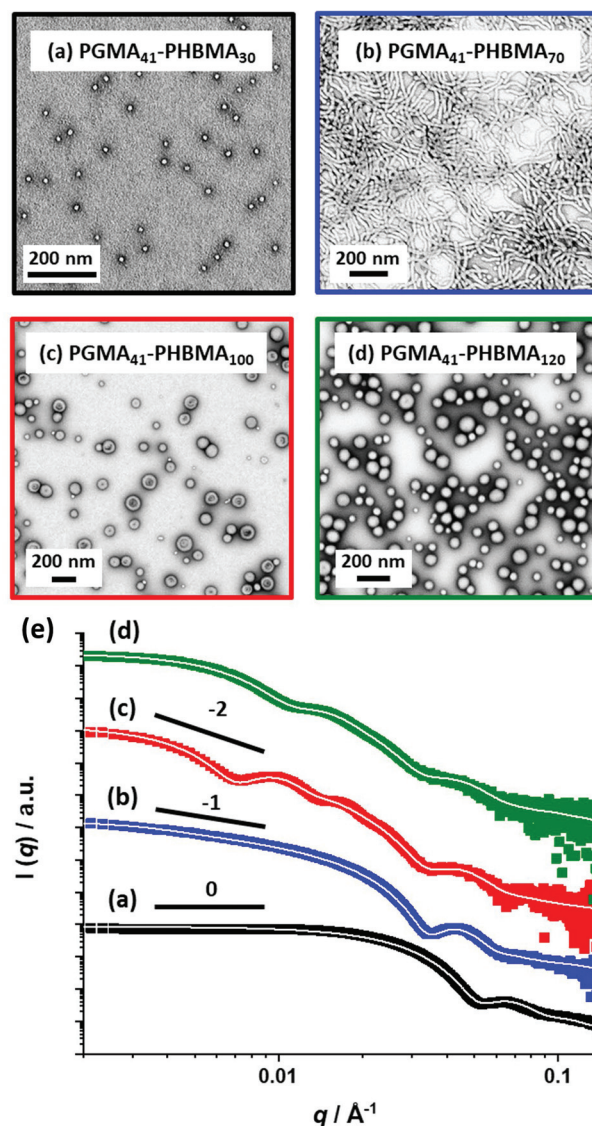 (a) PGMA₄₁-PHBMA₃₀
200 nm
(b) PGMA₄₁-PHBMA₇₀
200 nm
(c) PGMA₄₁-PHBMA₁₀₀
200 nm
(d) PGMA₄₁-PHBMA₁₂₀
200 nm
(e)
(d)
(c)
-2
(b)
-1
(a)
0
I (q) / a.u.
0.01
0.1
q / Å⁻¹